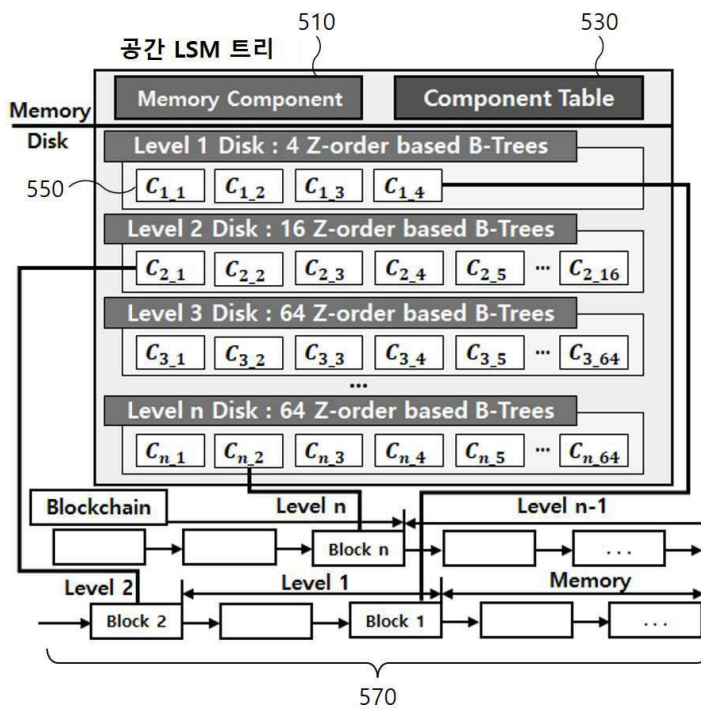 510
530
공간 LSM 트리
Memory Component
Component Table
Memory
Disk
Level 1 Disk : 4 Z-order based B-Trees
550
C1_1 C1_2 C1_3 C1_4
Level 2 Disk : 16 Z-order based B-Trees
C2_1 C2_2 C2_3 C2_4 C2_5 ... C2_16
Level 3 Disk : 64 Z-order based B-Trees
C3_1 C3_2 C3_3 C3_4 C3_5 ... C3_64
...
Level n Disk : 64 Z-order based B-Trees
Cn_1 Cn_2 Cn_3 Cn_4 Cn_5 ... Cn_64
Blockchain
Level n
Level n-1
Block n
...
Level 2
Level 1
Memory
Block 2
Block 1
...
570